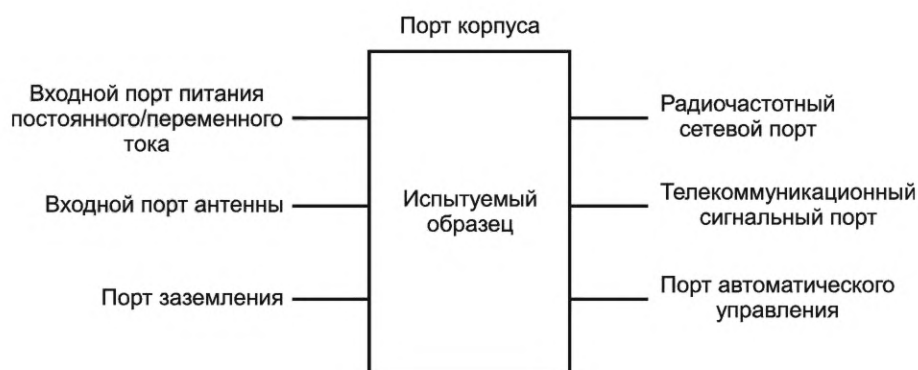 Порт корпуса
Входной порт питания
постоянного/переменного
тока
Радиочастотный
сетевой порт
Входной порт антенны
Испытуемый
образец
Телекоммуникационный
сигнальный порт
Порт заземления
Порт автоматического
управления